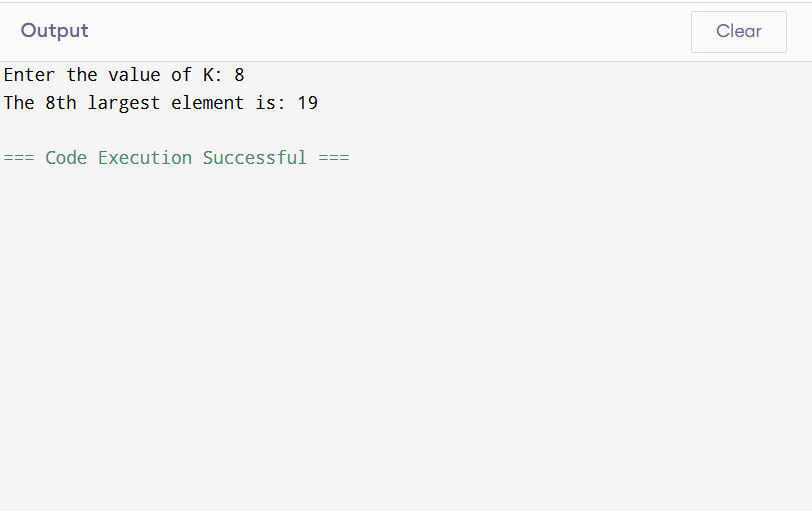 Output
Clear
Enter the value of K: 8
The 8th largest element is: 19
=== Code Execution Successful ===